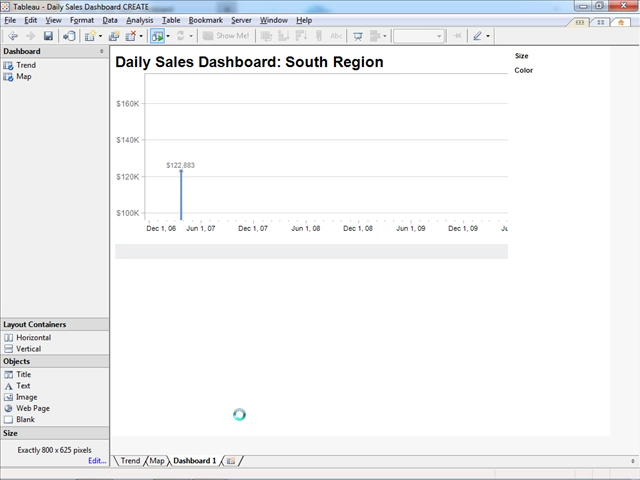 Tableau - Daily Sales Dashboard CREATE
File View Format Data Analysis Table Bookmark Server Window Help
Show Me! Abc
Dashboard
Trend
Map
Daily Sales Dashboard: South Region
Size
Color
$160K
$140K
$122,883
$120K
$100K
Dec 1, 06 Jun 1, 07 Dec 1, 07 Jun 1, 08 Dec 1, 08 Jun 1, 09 Dec 1, 09 Ju
Layout Containers
Horizontal
Vertical
Objects
Title
Text
Image
Web Page
Blank
Size
Exactly 800 x 625 pixels
Edit...
Trend Map Dashboard 1